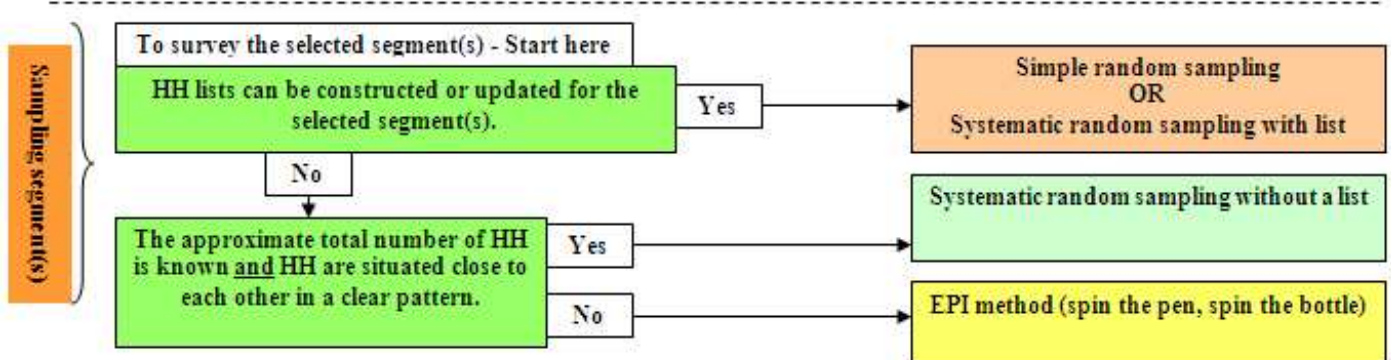 Sampling segment(s)
To survey the selected segment(s) - Start here
HH lists can be constructed or updated for the
selected segment(s).
Yes
Simple random sampling
OR
Systematic random sampling with list
No
The approximate total number of HH
is known and HH are situated close to
each other in a clear pattern.
Yes
Systematic random sampling without a list
No
EPI method (spin the pen, spin the bottle)